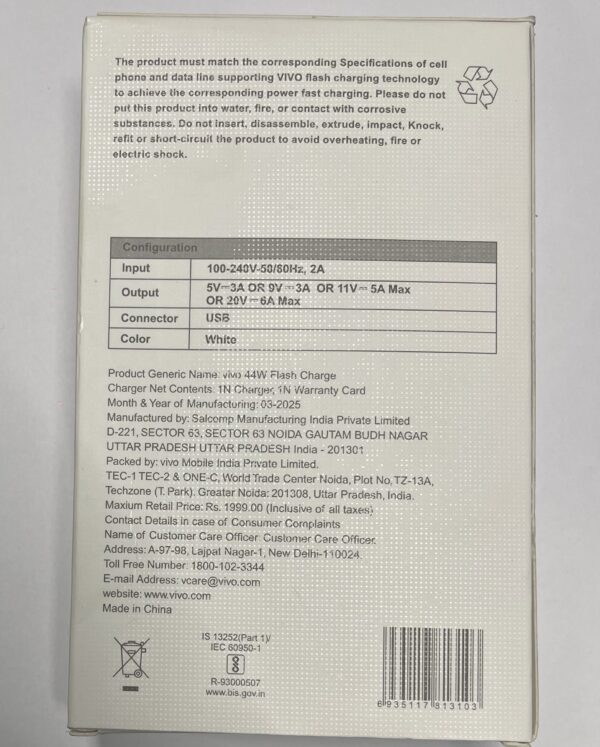 The product must match the corresponding Specifications of cell
phone and data line supporting VIVO flash charging technology
to achieve the corresponding power fast charging. Please do not
put this product into water, fire, or contact with corrosive
substances. Do not insert, disassemble, extrude, impact, Knock,
refit or short-circuit the product to avoid overheating, fire or
electric shock.
Configuration
Input 100-240V-50/60Hz, 2A
Output 5V⎓3A OR 9V⎓3A OR 11V⎓5A Max
OR 20V⎓6A Max
Connector USB
Color White
Product Generic Name: vivo 44W Flash Charge
Charger Net Contents: 1N Charger, 1N Warranty Card
Month & Year of Manufacturing: 03-2025
Manufactured by: Salcomp Manufacturing India Private Limited
D-221, SECTOR 63, SECTOR 63 NOIDA GAUTAM BUDH NAGAR
UTTAR PRADESH UTTAR PRADESH India - 201301
Packed by: vivo Mobile India Private Limited.
TEC-1 TEC-2 & ONE-C, World Trade Center Noida, Plot No, TZ-13A,
Techzone (T. Park). Greater Noida: 201308, Uttar Pradesh, India.
Maxium Retail Price: Rs. 1999.00 (Inclusive of all taxes)
Contact Details in case of Consumer Complaints
Name of Customer Care Officer: Customer Care Officer.
Address: A-97-98, Lajpat Nagar-1, New Delhi-110024.
Toll Free Number: 1800-102-3344
E-mail Address: vcare@vivo.com
website: www.vivo.com
Made in China
IS 13252(Part 1)/
IEC 60950-1
R-93000507
www.bis.gov.in
6 935117 813103